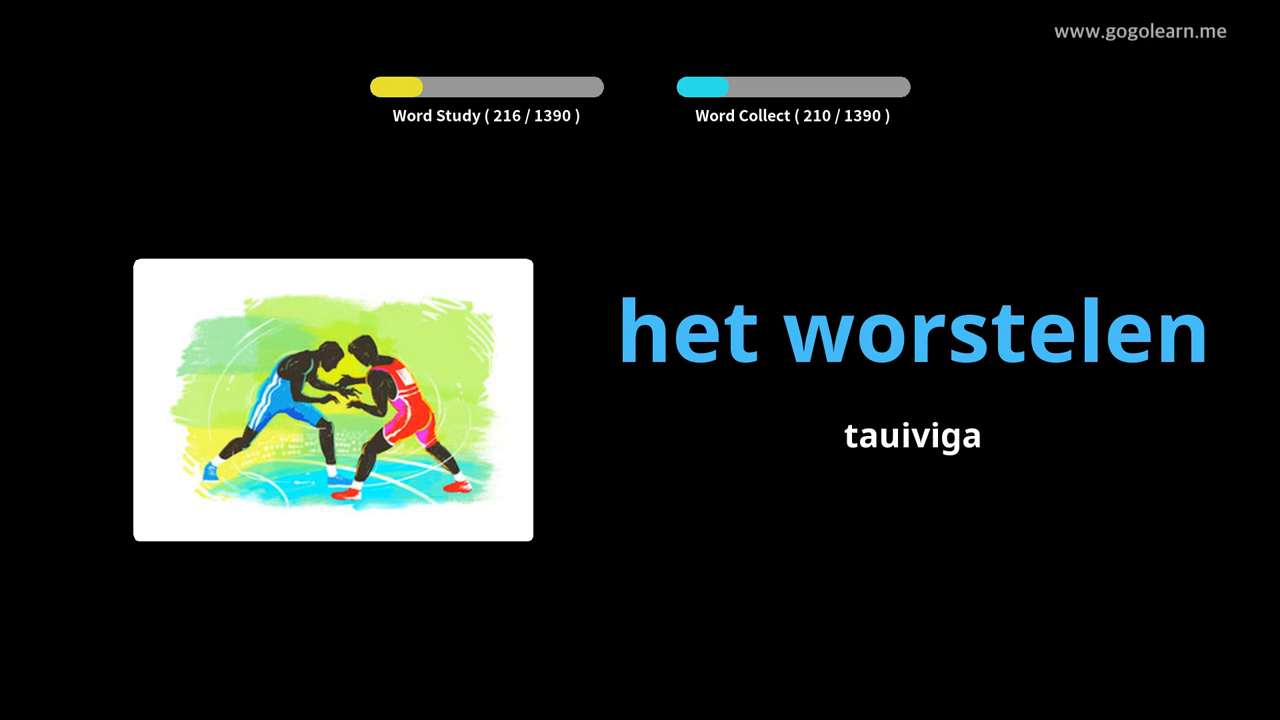 www.gogolearn.me
Word Study ( 216 / 1390 )
Word Collect ( 210 / 1390 )
het worstelen
tauiviga